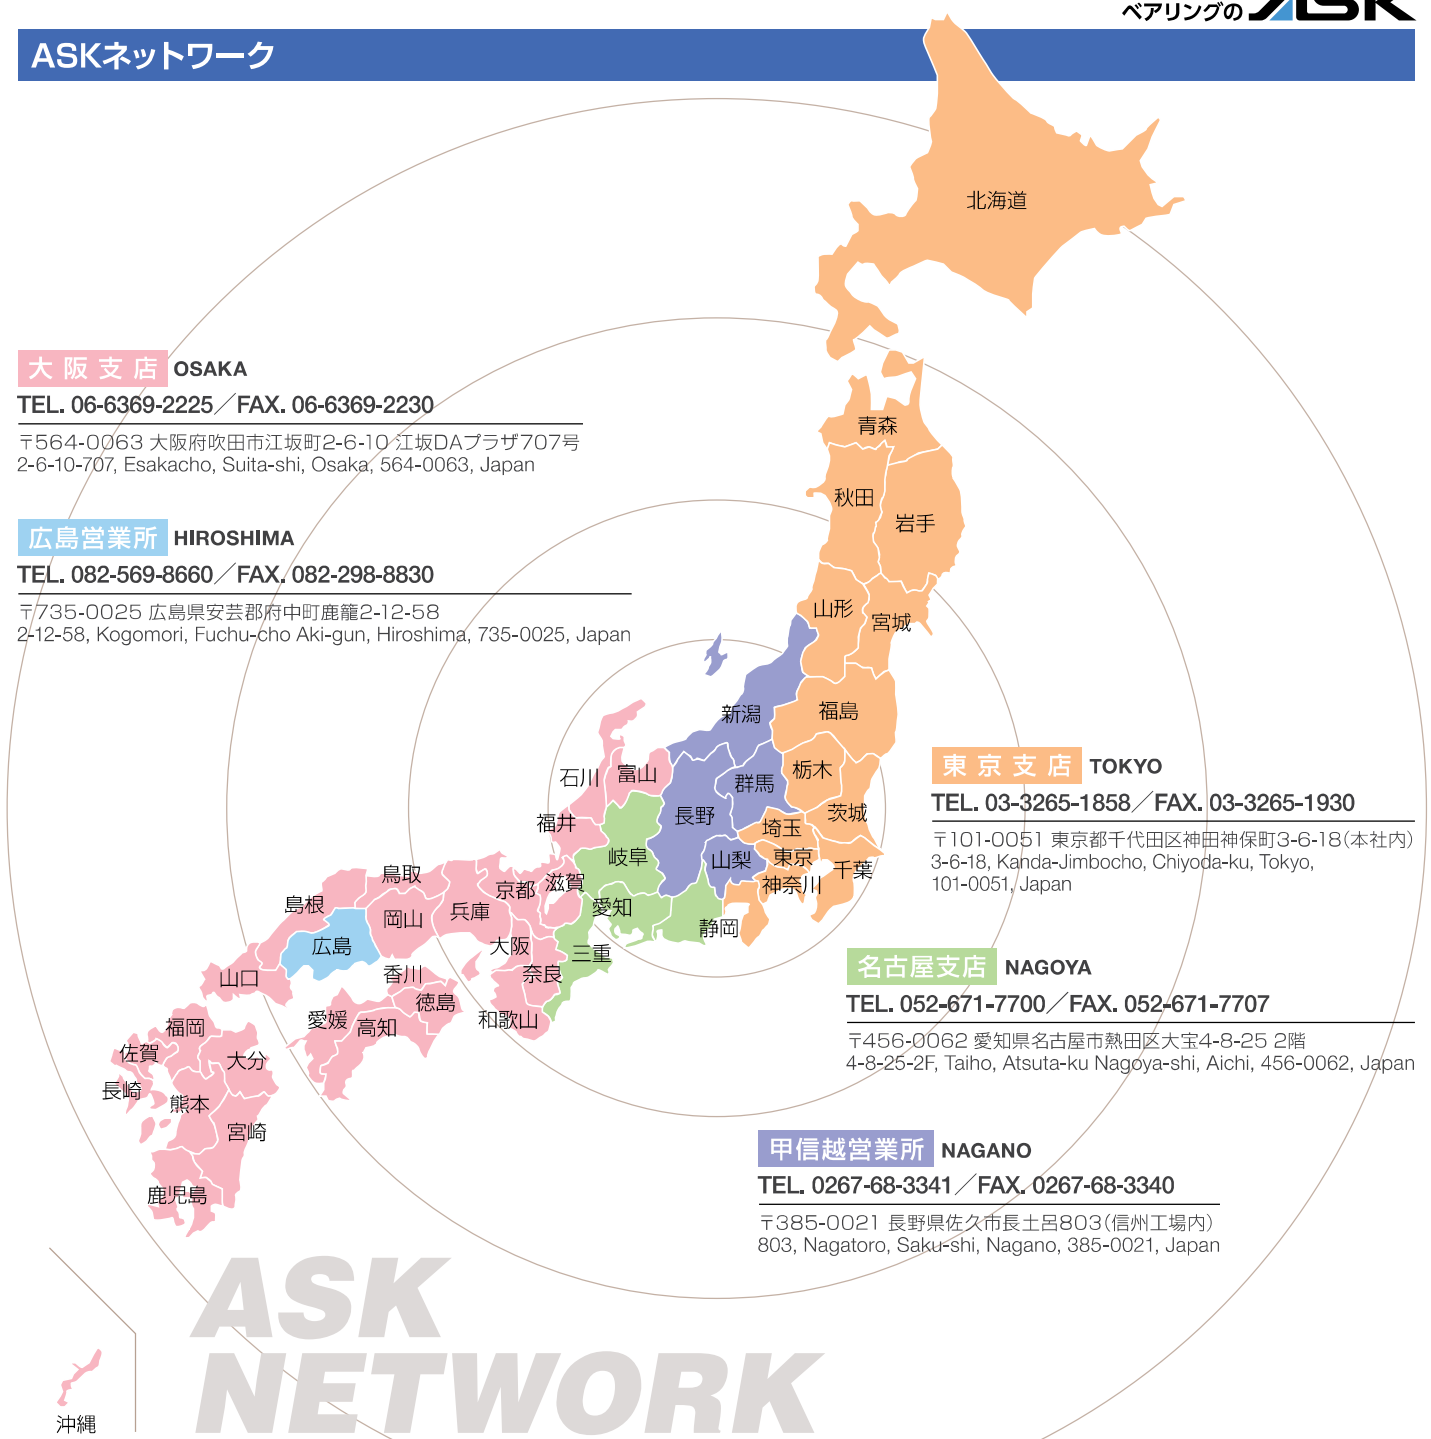 ベアリングの ASK
ASKネットワーク
北海道
大阪支店 OSAKA
TEL. 06-6369-2225／FAX. 06-6369-2230
〒564-0063 大阪府吹田市江坂町2-6-10 江坂DAプラザ707号
2-6-10-707, Esakacho, Suita-shi, Osaka, 564-0063, Japan
青森
秋田
岩手
広島営業所 HIROSHIMA
TEL. 082-569-8660／FAX. 082-298-8830
〒735-0025 広島県安芸郡府中町鹿籠2-12-58
2-12-58, Kogomori, Fuchu-cho Aki-gun, Hiroshima, 735-0025, Japan
山形
宮城
新潟
福島
石川
富山
群馬
栃木
長野
茨城
福井
埼玉
岐阜
山梨
東京
千葉
神奈川
東京支店 TOKYO
TEL. 03-3265-1858／FAX. 03-3265-1930
〒101-0051 東京都千代田区神田神保町3-6-18(本社内)
3-6-18, Kanda-Jimbocho, Chiyoda-ku, Tokyo,
101-0051, Japan
鳥取
京都
滋賀
島根
岡山
兵庫
愛知
静岡
広島
大阪
三重
山口
香川
奈良
徳島
和歌山
愛媛
高知
福岡
佐賀
大分
長崎
熊本
宮崎
鹿児島
名古屋支店 NAGOYA
TEL. 052-671-7700／FAX. 052-671-7707
〒456-0062 愛知県名古屋市熱田区大宝4-8-25 2階
4-8-25-2F, Taiho, Atsuta-ku Nagoya-shi, Aichi, 456-0062, Japan
甲信越営業所 NAGANO
TEL. 0267-68-3341／FAX. 0267-68-3340
〒385-0021 長野県佐久市長土呂803(信州工場内)
803, Nagatoro, Saku-shi, Nagano, 385-0021, Japan
ASK
NETWORK
沖縄